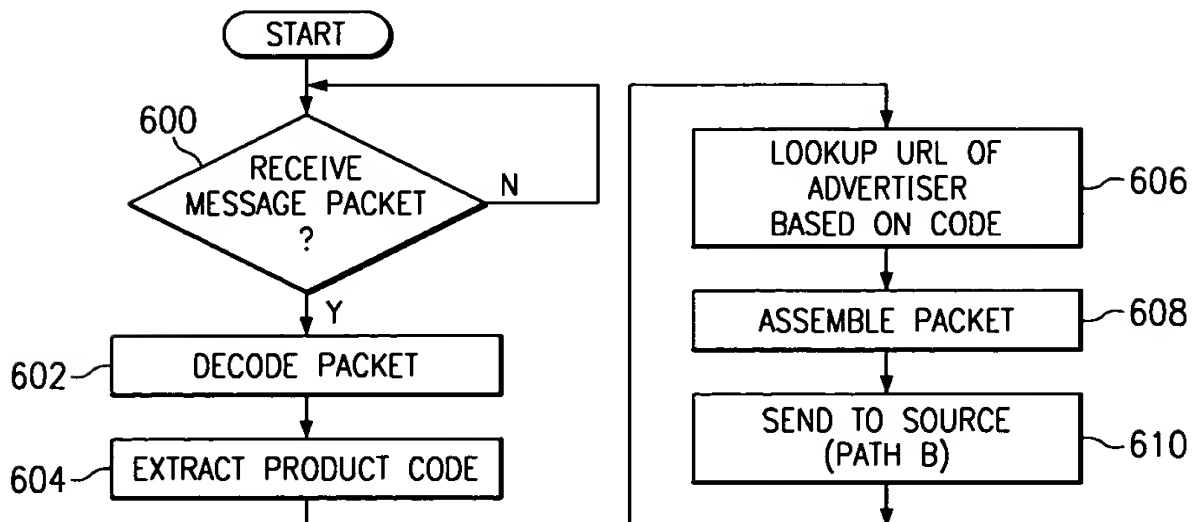 START
600
RECEIVE
MESSAGE PACKET
?
N
Y
602
DECODE PACKET
604
EXTRACT PRODUCT CODE
LOOKUP URL OF
ADVERTISER
BASED ON CODE
606
ASSEMBLE PACKET
608
SEND TO SOURCE
(PATH B)
610